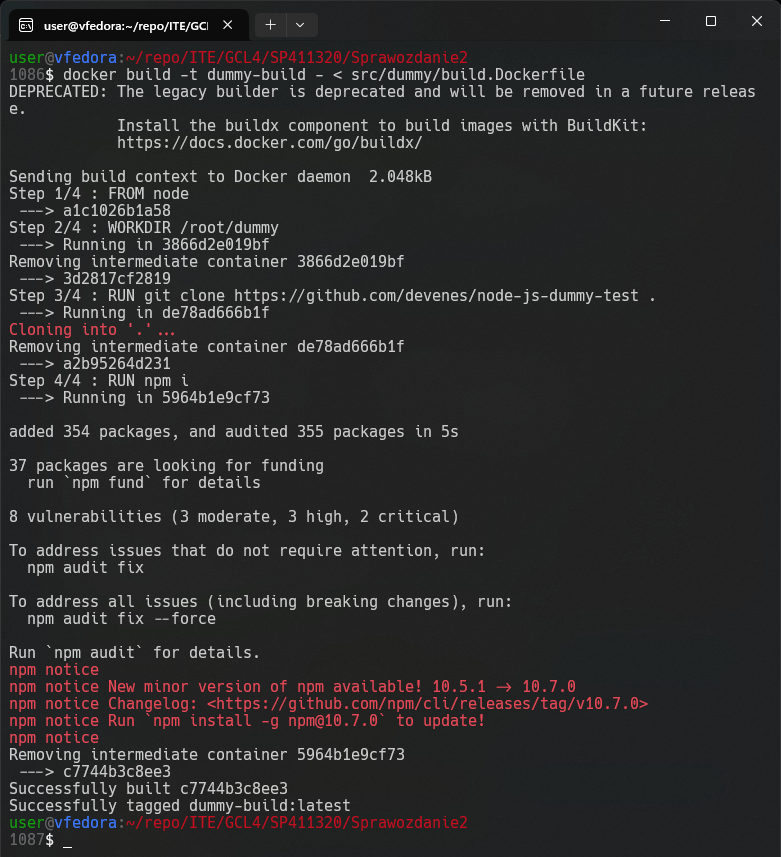 user@vfedora:~/repo/ITE/GC
user@vfedora:~/repo/ITE/GCL4/SP411320/Sprawozdanie2
1086$ docker build -t dummy-build - < src/dummy/build.Dockerfile
DEPRECATED: The legacy builder is deprecated and will be removed in a future releas
e.
Install the buildx component to build images with BuildKit:
https://docs.docker.com/go/buildx/
Sending build context to Docker daemon  2.048kB
Step 1/4 : FROM node
---> a1c1026b1a58
Step 2/4 : WORKDIR /root/dummy
---> Running in 3866d2e019bf
Removing intermediate container 3866d2e019bf
---> 3d2817cf2819
Step 3/4 : RUN git clone https://github.com/devenes/node-js-dummy-test .
---> Running in de78ad666b1f
Cloning into '.'...
Removing intermediate container de78ad666b1f
---> a2b95264d231
Step 4/4 : RUN npm i
---> Running in 5964b1e9cf73
added 354 packages, and audited 355 packages in 5s
37 packages are looking for funding
run `npm fund` for details
8 vulnerabilities (3 moderate, 3 high, 2 critical)
To address issues that do not require attention, run:
npm audit fix
To address all issues (including breaking changes), run:
npm audit fix --force
Run `npm audit` for details.
npm notice
npm notice New minor version of npm available! 10.5.1 -> 10.7.0
npm notice Changelog: <https://github.com/npm/cli/releases/tag/v10.7.0>
npm notice Run `npm install -g npm@10.7.0` to update!
npm notice
Removing intermediate container 5964b1e9cf73
---> c7744b3c8ee3
Successfully built c7744b3c8ee3
Successfully tagged dummy-build:latest
user@vfedora:~/repo/ITE/GCL4/SP411320/Sprawozdanie2
1087$ _